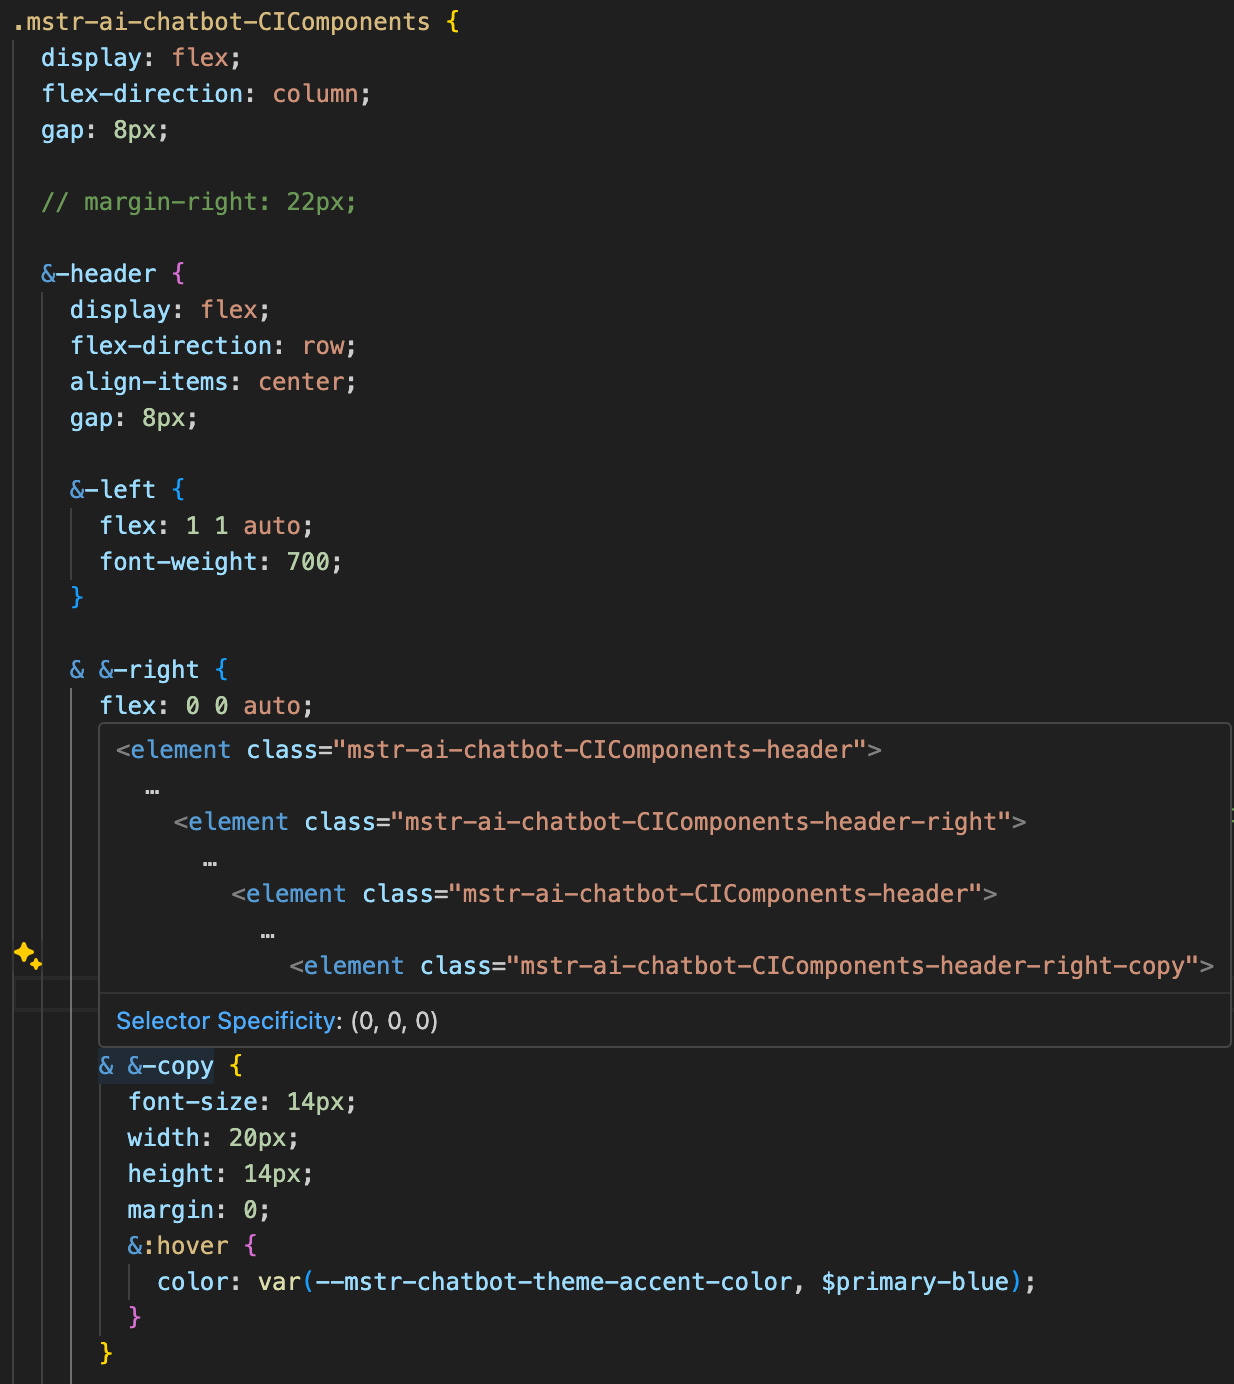 .mstr-ai-chatbot-CIComponents {
display: flex;
flex-direction: column;
gap: 8px;
// margin-right: 22px;
&-header {
display: flex;
flex-direction: row;
align-items: center;
gap: 8px;
&-left {
flex: 1 1 auto;
font-weight: 700;
}
& &-right {
flex: 0 0 auto;
<element class="mstr-ai-chatbot-CIComponents-header">
…
<element class="mstr-ai-chatbot-CIComponents-header-right">
…
<element class="mstr-ai-chatbot-CIComponents-header">
…
<element class="mstr-ai-chatbot-CIComponents-header-right-copy">
Selector Specificity: (0, 0, 0)
& &-copy {
font-size: 14px;
width: 20px;
height: 14px;
margin: 0;
&:hover {
color: var(--mstr-chatbot-theme-accent-color, $primary-blue);
}
}